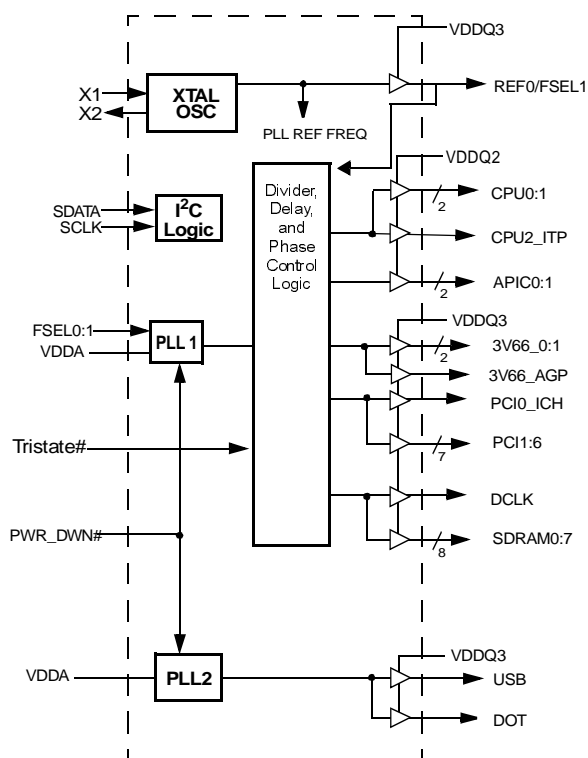 VDDQ3
X1
X2
XTAL
OSC
REF0/FSEL1
PLL REF FREQ
VDDQ2
Divider,
Delay,
and
Phase
Control
Logic
CPU0:1
2
SDATA
SCLK
I2C
Logic
CPU2_ITP
APIC0:1
2
VDDQ3
FSEL0:1
VDDA
PLL 1
3V66_0:1
2
3V66_AGP
PCI0_ICH
Tristate#
PCI1:6
7
DCLK
PWR_DWN#
SDRAM0:7
8
VDDQ3
VDDA
PLL2
USB
DOT